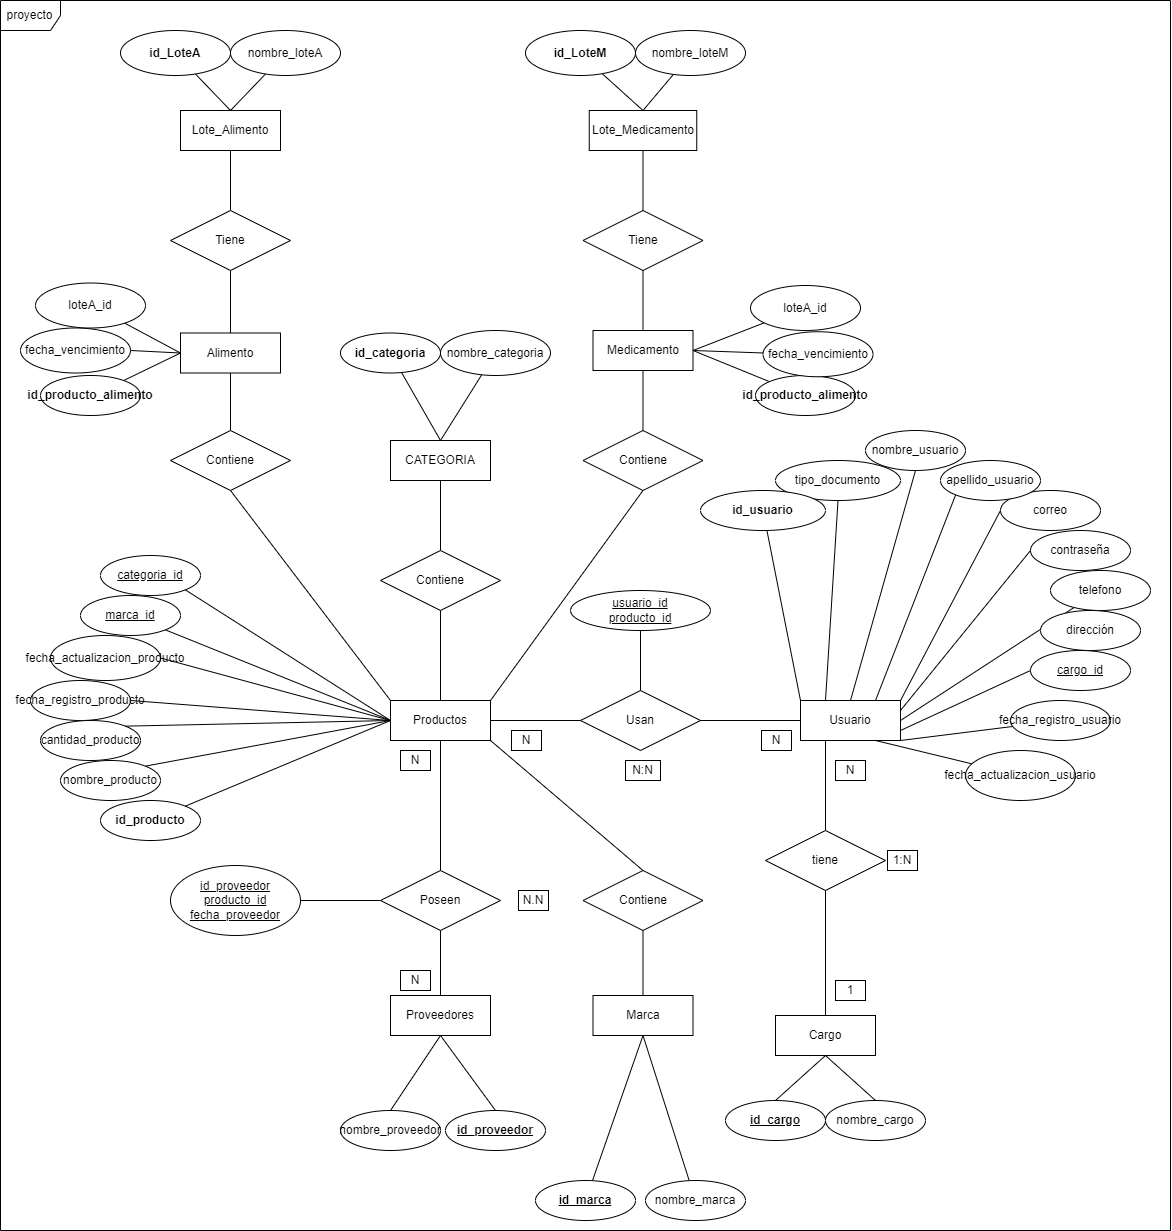 proyecto
id_LoteA
nombre_loteA
id_LoteM
nombre_loteM
Lote_Alimento
Lote_Medicamento
Tiene
Tiene
loteA_id
fecha_vencimiento
id_producto_alimento
Alimento
id_categoria
nombre_categoria
Medicamento
loteA_id
fecha_vencimiento
id_producto_alimento
Contiene
CATEGORIA
Contiene
nombre_usuario
tipo_documento
apellido_usuario
id_usuario
correo
contraseña
telefono
dirección
cargo_id
fecha_registro_usuario
fecha_actualizacion_usuario
Contiene
categoria_id
marca_id
fecha_actualizacion_producto
fecha_registro_producto
cantidad_producto
nombre_producto
id_producto
usuario_id
producto_id
Productos
Usan
Usuario
N
N
N
N:N
N
tiene
1:N
id_proveedor
producto_id
fecha_proveedor
Poseen
N.N
Contiene
N
1
Proveedores
Marca
Cargo
nombre_proveedor
id_proveedor
id_cargo
nombre_cargo
id_marca
nombre_marca